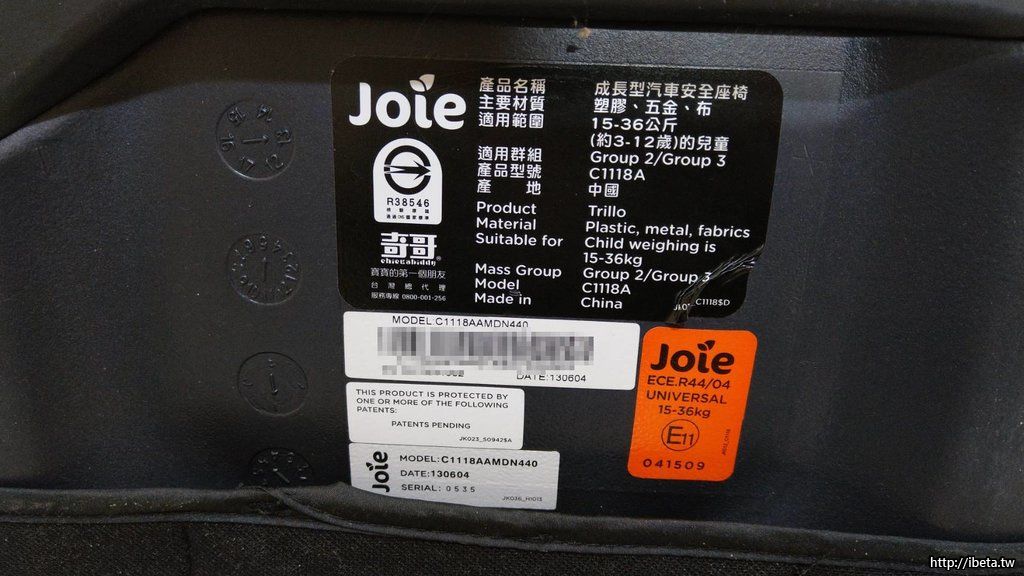 Joie
產品名稱 成長型汽車安全座椅
主要材質 塑膠、五金、布
適用範圍 15-36公斤
(約3-12歲)的兒童
適用群組 Group 2/Group 3
產品型號 C1118A
產 地 中國
Product Trillo
Material Plastic, metal, fabrics
Suitable for Child weighing is
15-36kg
Mass Group Group 2/Group 3
Model C1118A
Made in China
R38546
奇哥
chickabiddy
寶寶的第一個朋友
台灣總代理
服務專線 0800-001-256
C1118$D
MODEL:C1118AAMDN440
DATE:130604
THIS PRODUCT IS PROTECTED BY
ONE OR MORE OF THE FOLLOWING
PATENTS:
PATENTS PENDING
JK023_50942$A
Joie
MODEL:C1118AAMDN440
DATE:130604
SERIAL: 0535
JK036_H1013
Joie
ECE.R44/04
UNIVERSAL
15-36kg
E11
041509
http://ibeta.tw